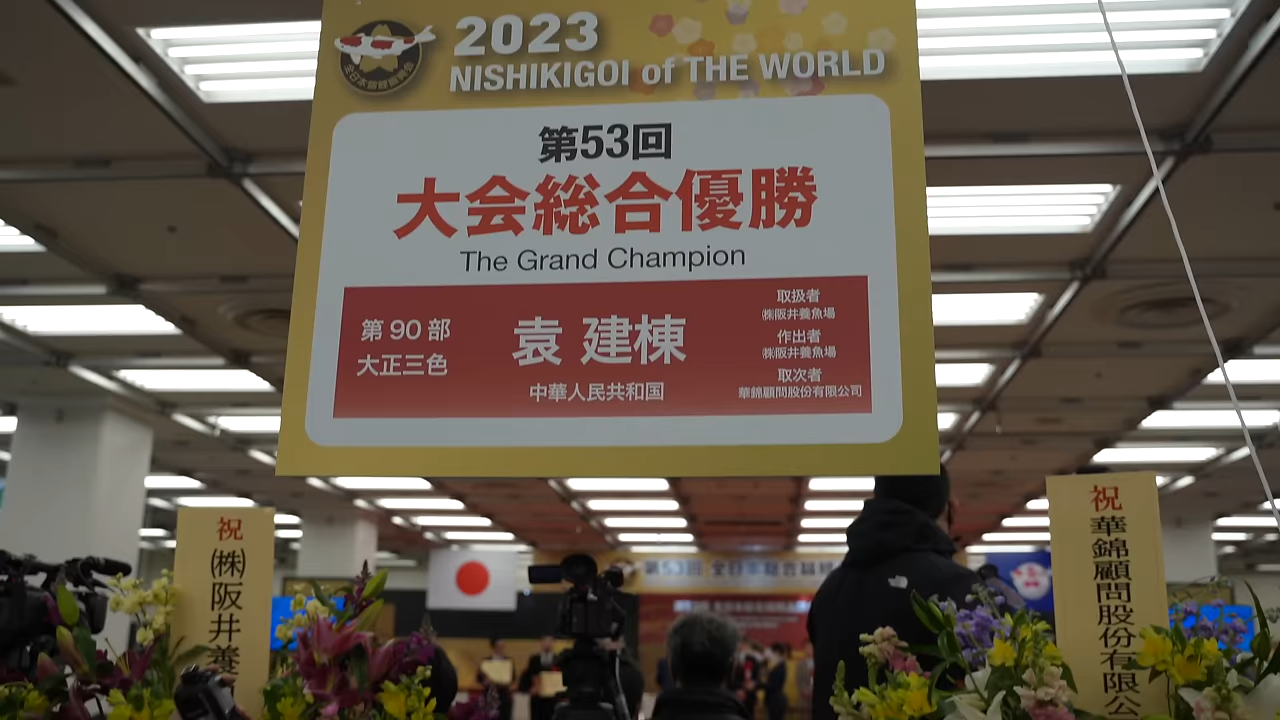 2023
NISHIKIGOI of THE WORLD
第53回
大会総合優勝
The Grand Champion
第90部
大正三色
袁 建棟
中華人民共和国
取扱者
㈱阪井養魚場
作出者
㈱阪井養魚場
取次者
華錦顧問股份有限公司
祝
㈱阪井養
祝
華錦顧問股份有限公
第53回 全日本総合錦